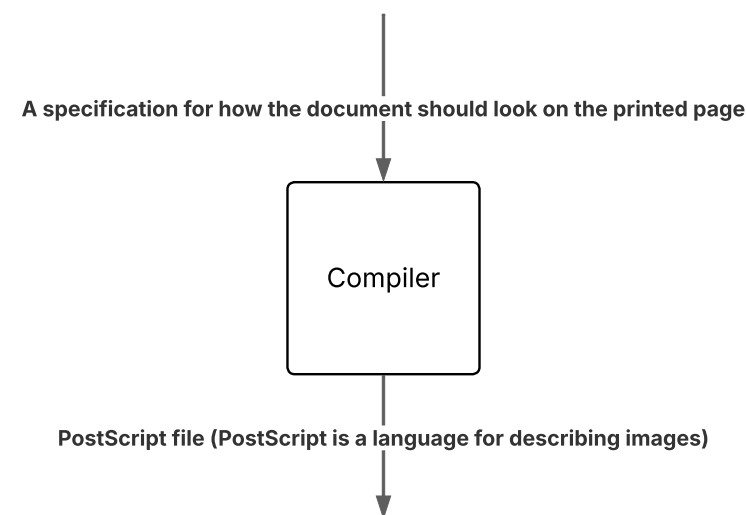 A specification for how the document should look on the printed page
Compiler
PostScript file (PostScript is a language for describing images)